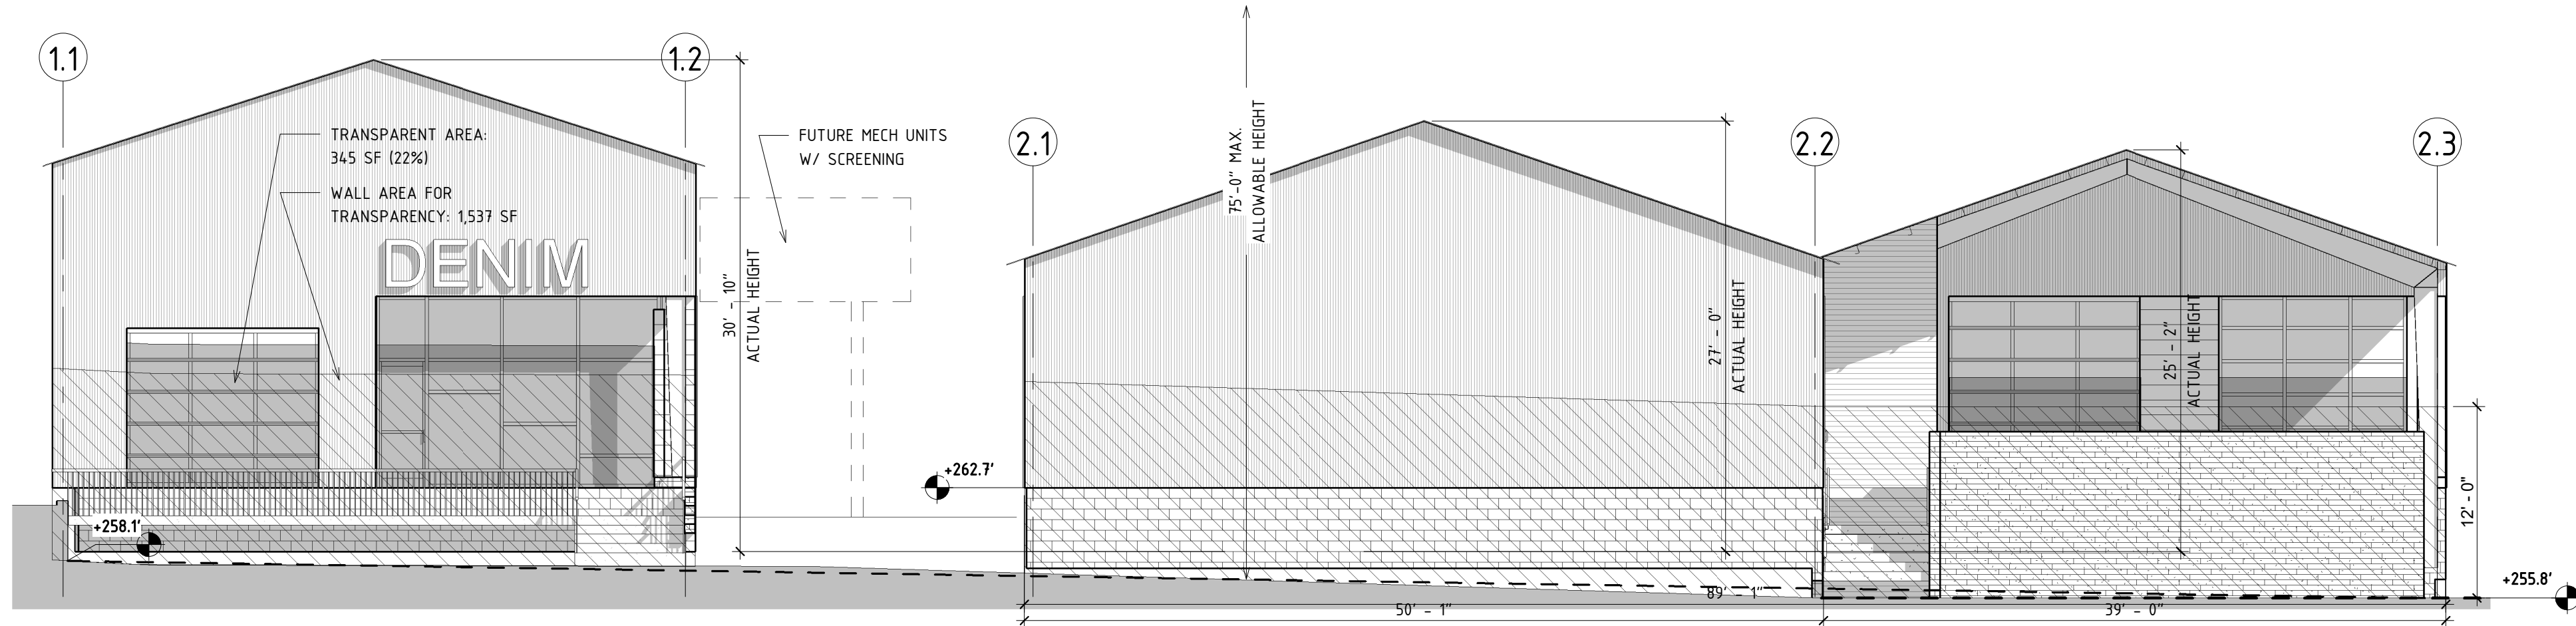 1.1
1.2
TRANSPARENT AREA:
345 SF (22%)
WALL AREA FOR
TRANSPARENCY: 1,537 SF
DENIM
FUTURE MECH UNITS
W/ SCREENING
30' - 10"
ACTUAL HEIGHT
+258.1'
+262.7'
2.1
75'-0" MAX.
ALLOWABLE HEIGHT
27' - 0"
ACTUAL HEIGHT
2.2
2.3
25' - 2"
ACTUAL HEIGHT
12' - 0"
+255.8'
89' - 1"
50' - 1"
39' - 0"